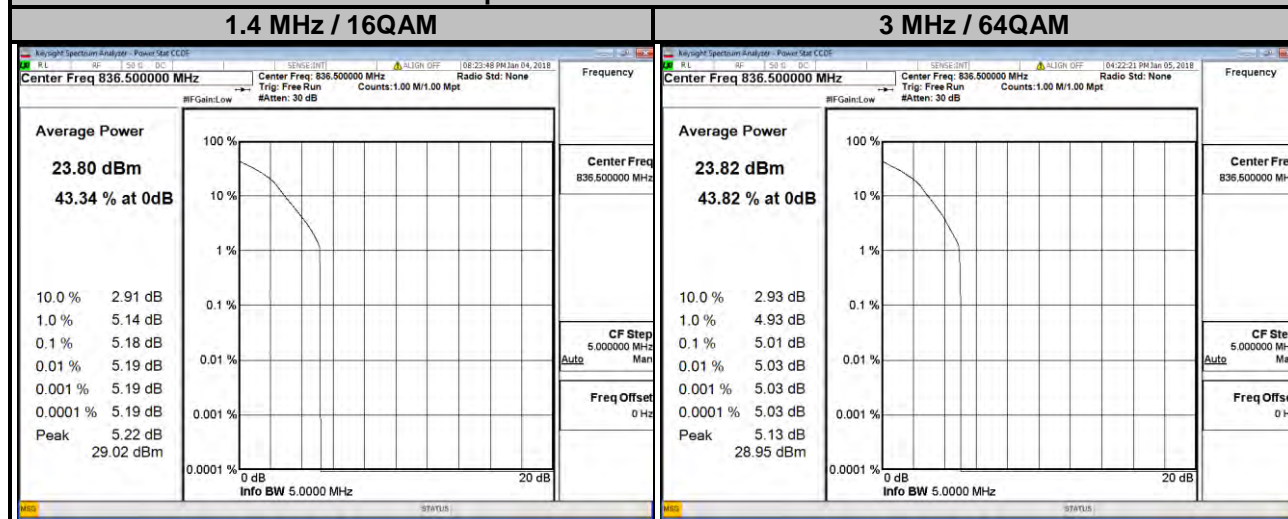 1.4 MHz / 16QAM
Keysight Spectrum Analyzer - Power Stat CCDF
RL RF 50 Ω DC SENSE:INT ALIGN OFF 08:23:48 PM Jan 04, 2018
Center Freq 836.500000 MHz
Center Freq: 836.500000 MHz
Radio Std: None
Trig: Free Run
Counts:1.00 M/1.00 Mpt
#IFGain:Low
#Atten: 30 dB
Frequency
Average Power
23.80 dBm
43.34 % at 0dB
10.0 % 2.91 dB
1.0 % 5.14 dB
0.1 % 5.18 dB
0.01 % 5.19 dB
0.001 % 5.19 dB
0.0001 % 5.19 dB
Peak 5.22 dB
29.02 dBm
100 %
10 %
1 %
0.1 %
0.01 %
0.001 %
0.0001 %
0 dB
20 dB
Info BW 5.0000 MHz
Center Freq
836.500000 MHz
CF Step
5.000000 MHz
Auto Man
Freq Offset
0 Hz
MSG
STATUS
3 MHz / 64QAM
Keysight Spectrum Analyzer - Power Stat CCDF
RL RF 50 Ω DC SENSE:INT ALIGN OFF 04:22:21 PM Jan 05, 2018
Center Freq 836.500000 MHz
Center Freq: 836.500000 MHz
Radio Std: None
Trig: Free Run
Counts:1.00 M/1.00 Mpt
#IFGain:Low
#Atten: 30 dB
Frequency
Average Power
23.82 dBm
43.82 % at 0dB
10.0 % 2.93 dB
1.0 % 4.93 dB
0.1 % 5.01 dB
0.01 % 5.03 dB
0.001 % 5.03 dB
0.0001 % 5.03 dB
Peak 5.13 dB
28.95 dBm
100 %
10 %
1 %
0.1 %
0.01 %
0.001 %
0.0001 %
0 dB
20 dB
Info BW 5.0000 MHz
Center Fre
836.500000 MH
CF Ste
5.000000 MH
Auto Ma
Freq Offse
0 H
MSG
STATUS